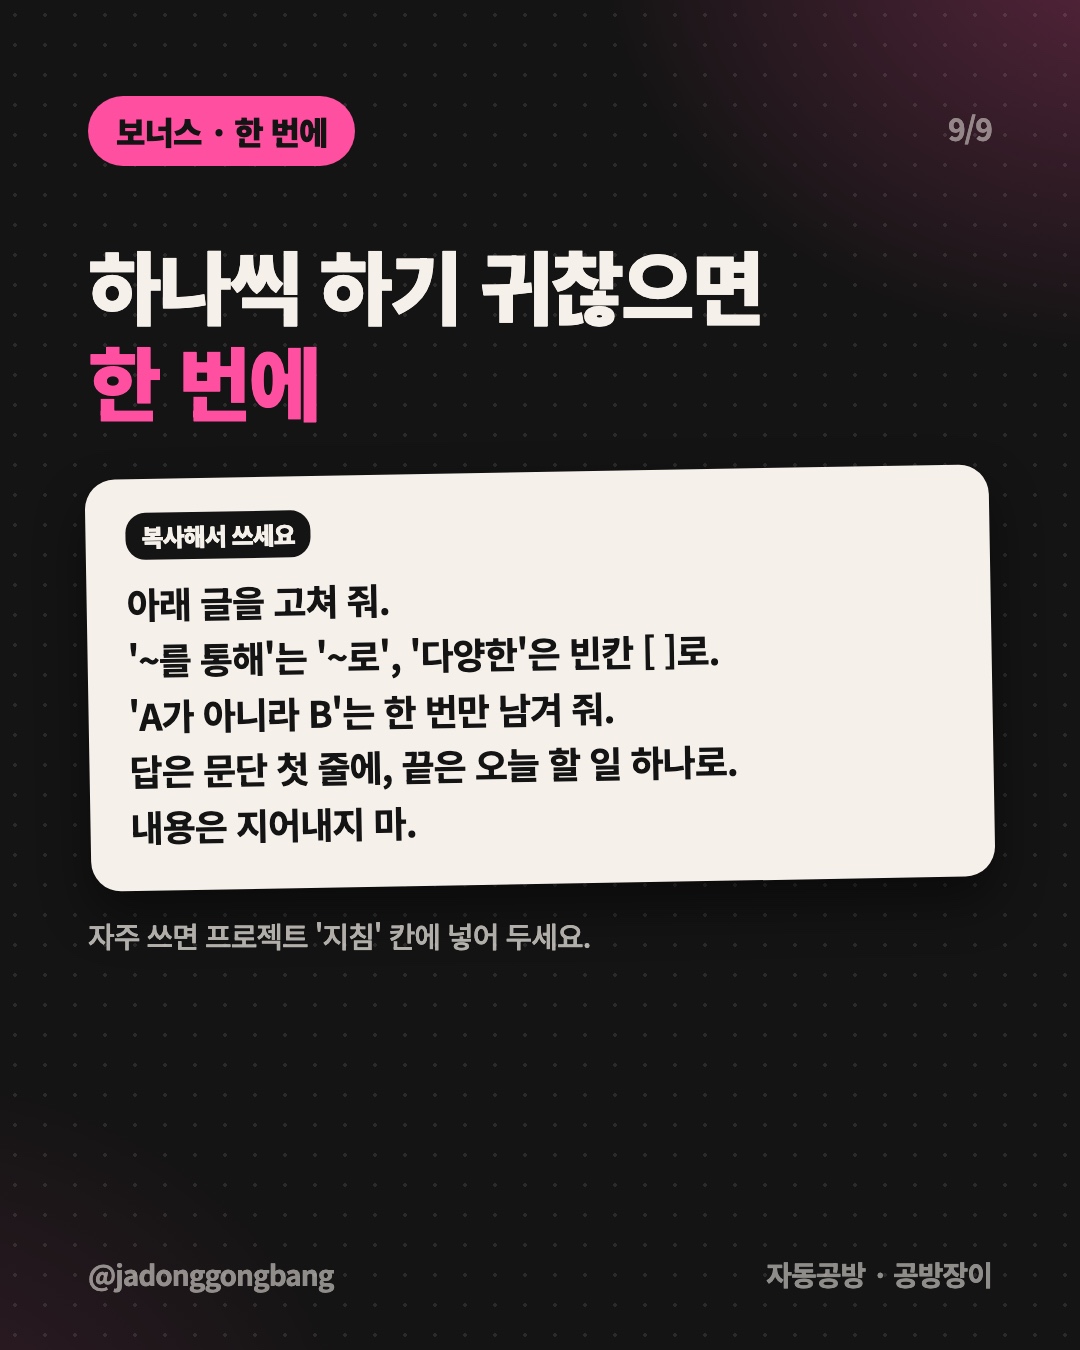 보너스 · 한 번에
9/9
하나씩 하기 귀찮으면
한 번에
복사해서 쓰세요
아래 글을 고쳐 줘.
'~를 통해'는 '~로', '다양한'은 빈칸 [ ]로.
'A가 아니라 B'는 한 번만 남겨 줘.
답은 문단 첫 줄에, 끝은 오늘 할 일 하나로.
내용은 지어내지 마.
자주 쓰면 프로젝트 '지침' 칸에 넣어 두세요.
@jadonggongbang
자동공방 · 공방장이